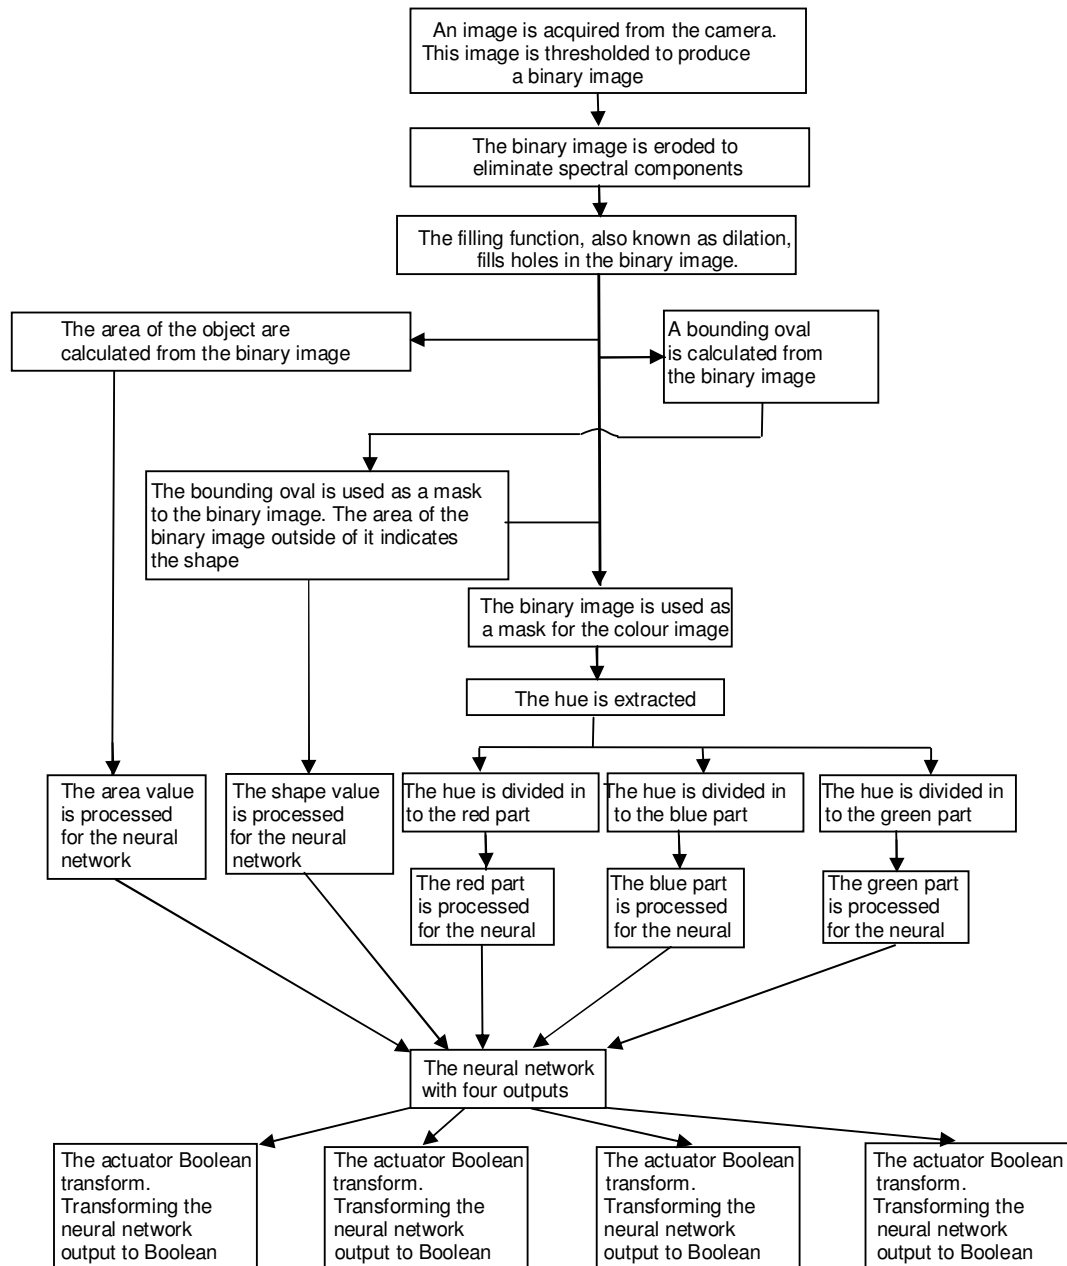 An image is acquired from the camera.
This image is thresholded to produce
a binary image
The binary image is eroded to
eliminate spectral components
The filling function, also known as dilation,
fills holes in the binary image.
The area of the object are
calculated from the binary image
A bounding oval
is calculated from
the binary image
The bounding oval is used as a mask
to the binary image. The area of the
binary image outside of it indicates
the shape
The binary image is used as
a mask for the colour image
The hue is extracted
The area value
is processed
for the neural
network
The shape value
is processed
for the neural
network
The hue is divided in
to the red part
The hue is divided in
to the blue part
The hue is divided in
to the green part
The red part
is processed
for the neural
The blue part
is processed
for the neural
The green part
is processed
for the neural
The neural network
with four outputs
The actuator Boolean
transform.
Transforming the
neural network
output to Boolean
The actuator Boolean
transform.
Transforming the
neural network
output to Boolean
The actuator Boolean
transform.
Transforming the
neural network
output to Boolean
The actuator Boolean
transform.
Transforming the
neural network
output to Boolean